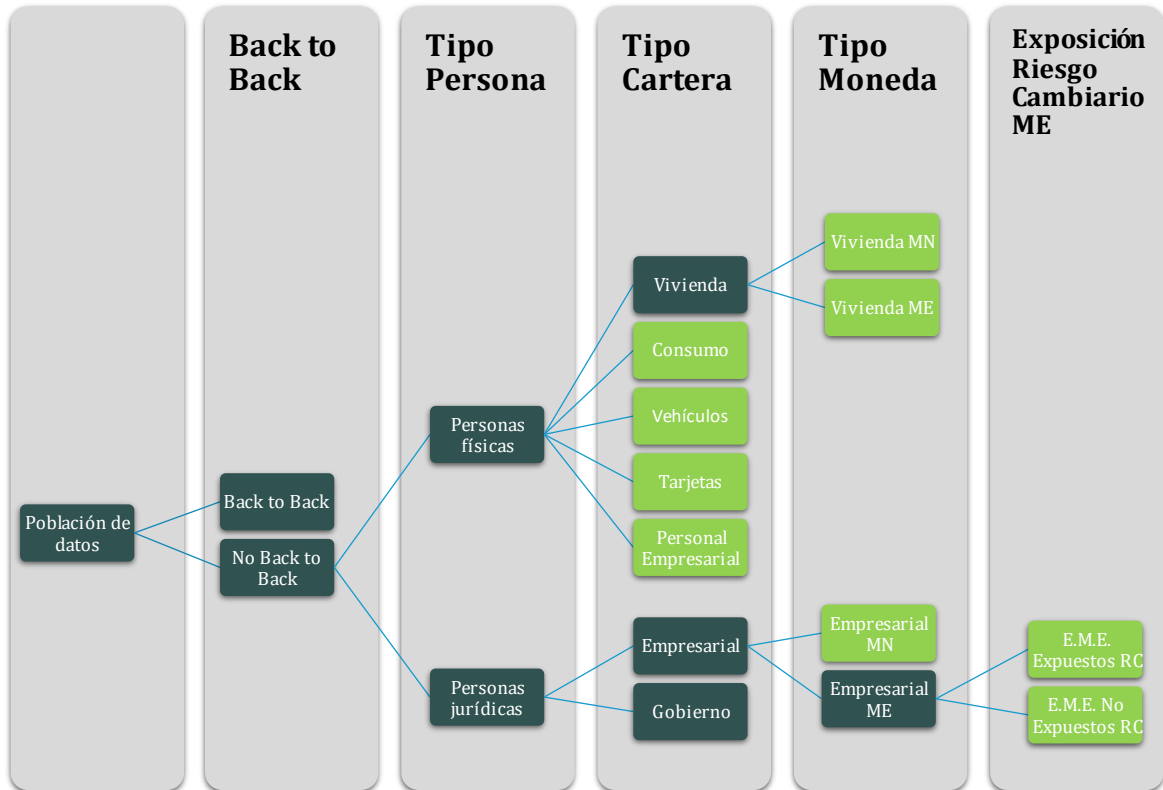 Back to
Back
Tipo
Persona
Tipo
Cartera
Tipo
Moneda
Exposición
Riesgo
Cambiario
ME
Población de
datos
Back to Back
No Back to
Back
Personas
físicas
Personas
jurídicas
Vivienda
Consumo
Vehículos
Tarjetas
Personal
Empresarial
Empresarial
Gobierno
Vivienda MN
Vivienda ME
Empresarial
MN
Empresarial
ME
E.M.E.
Expuestos RC
E.M.E. No
Expuestos RC